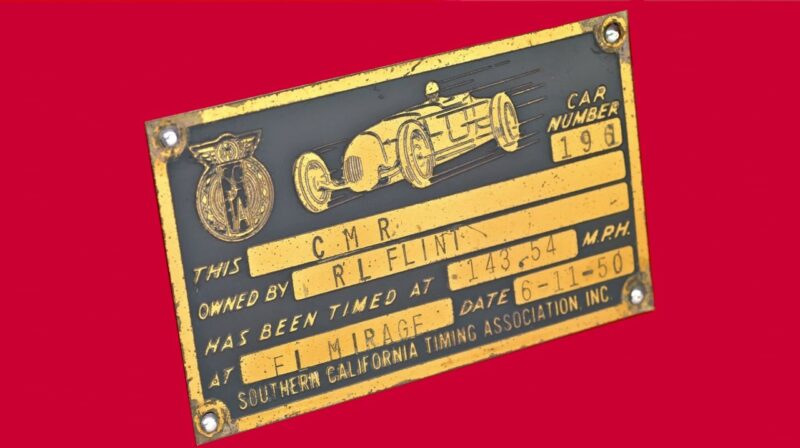 CAR
NUMBER
196
THIS C M R
OWNED BY R L FLINT
HAS BEEN TIMED AT 143.54 M.P.H.
AT EL MIRAGE DATE 6-11-50
SOUTHERN CALIFORNIA TIMING ASSOCIATION, INC.